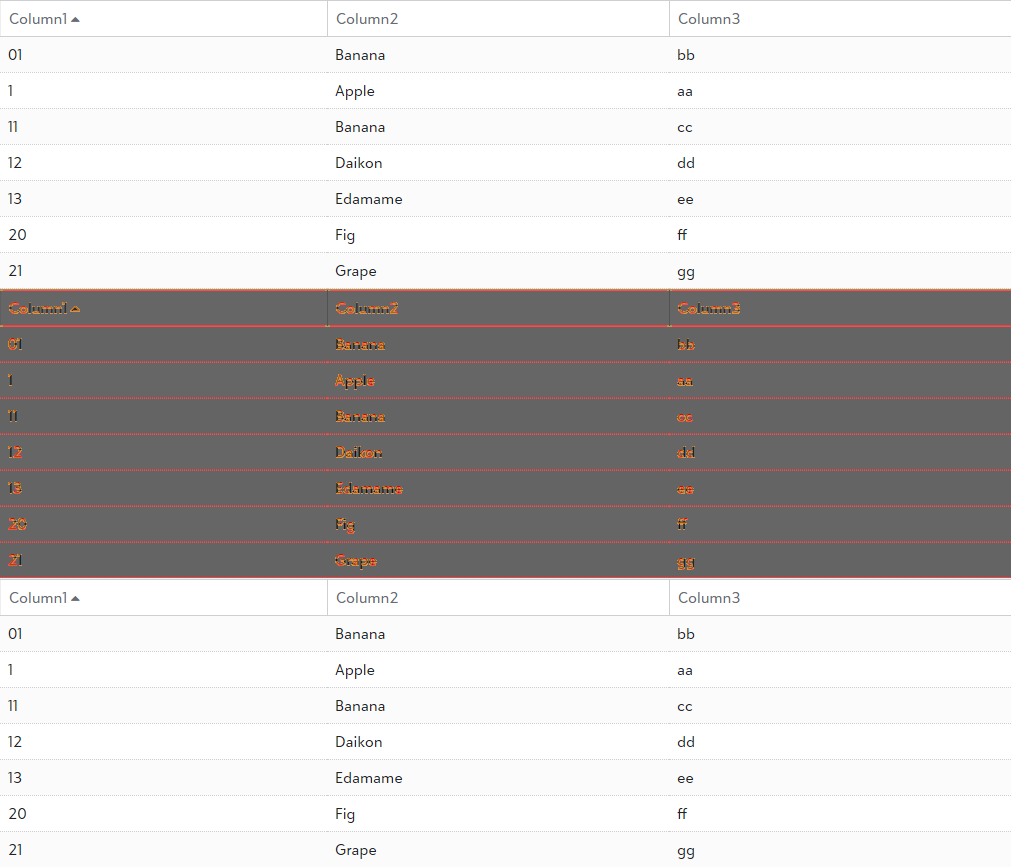 Column1 Column2 Column3
01 Banana bb
1 Apple aa
11 Banana cc
12 Daikon dd
13 Edamame ee
20 Fig ff
21 Grape gg
Column1 Column2 Column3
01 Banana bb
1 Apple aa
11 Banana cc
12 Daikon dd
13 Edamame ee
20 Fig ff
21 Grape gg
Column1 Column2 Column3
01 Banana bb
1 Apple aa
11 Banana cc
12 Daikon dd
13 Edamame ee
20 Fig ff
21 Grape gg